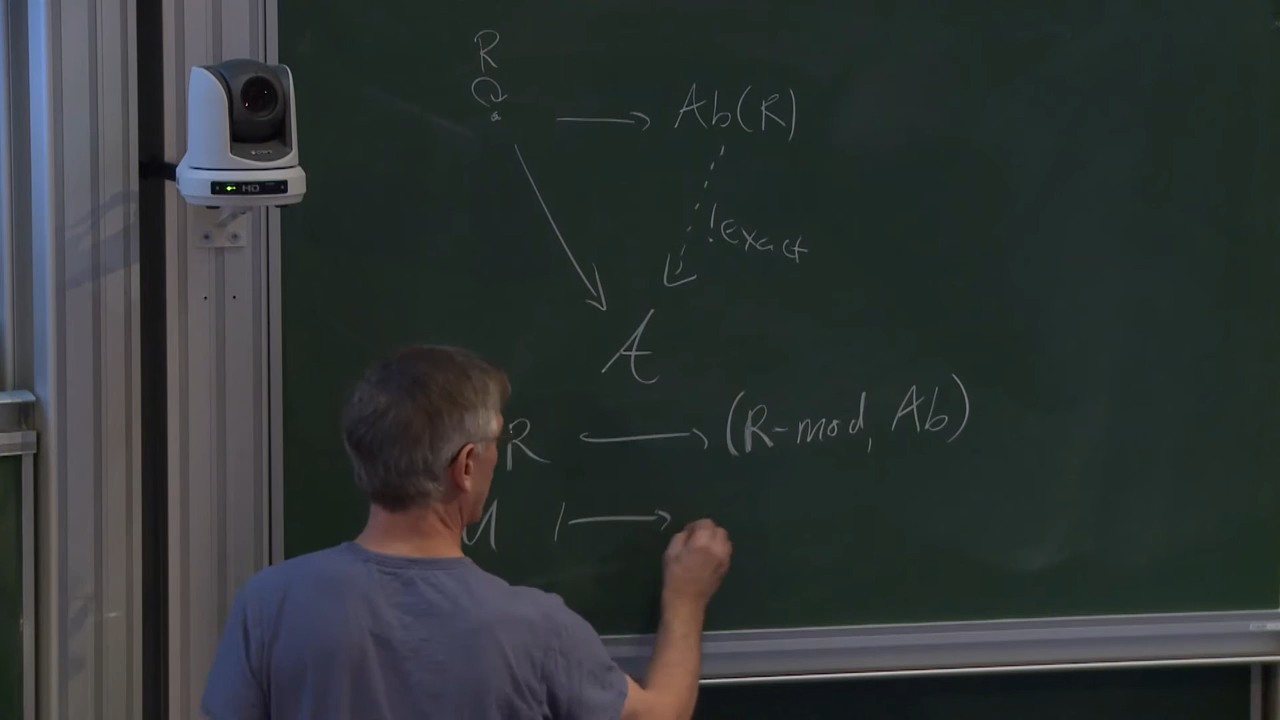 R
a → Ab(R)
! exact
A
R → (R-mod, Ab)
↦
HD